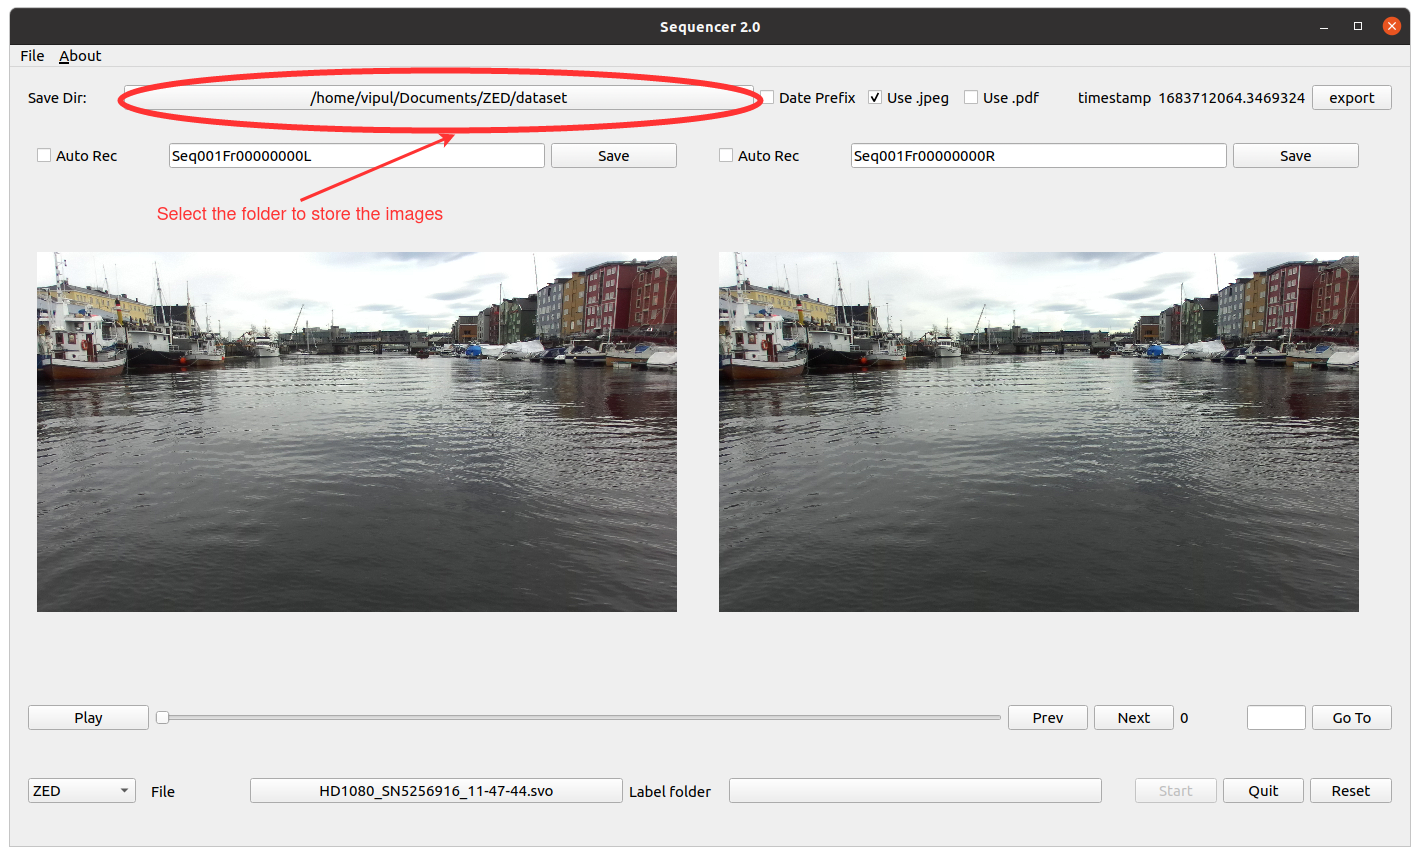 Sequencer 2.0
File About
Save Dir: /home/vipul/Documents/ZED/dataset Date Prefix Use .jpeg Use .pdf timestamp 1683712064.3469324 export
Auto Rec Seq001Fr00000000L Save Auto Rec Seq001Fr00000000R Save
Select the folder to store the images
Play Prev Next 0 Go To
ZED File HD1080_SN5256916_11-47-44.svo Label folder Start Quit Reset